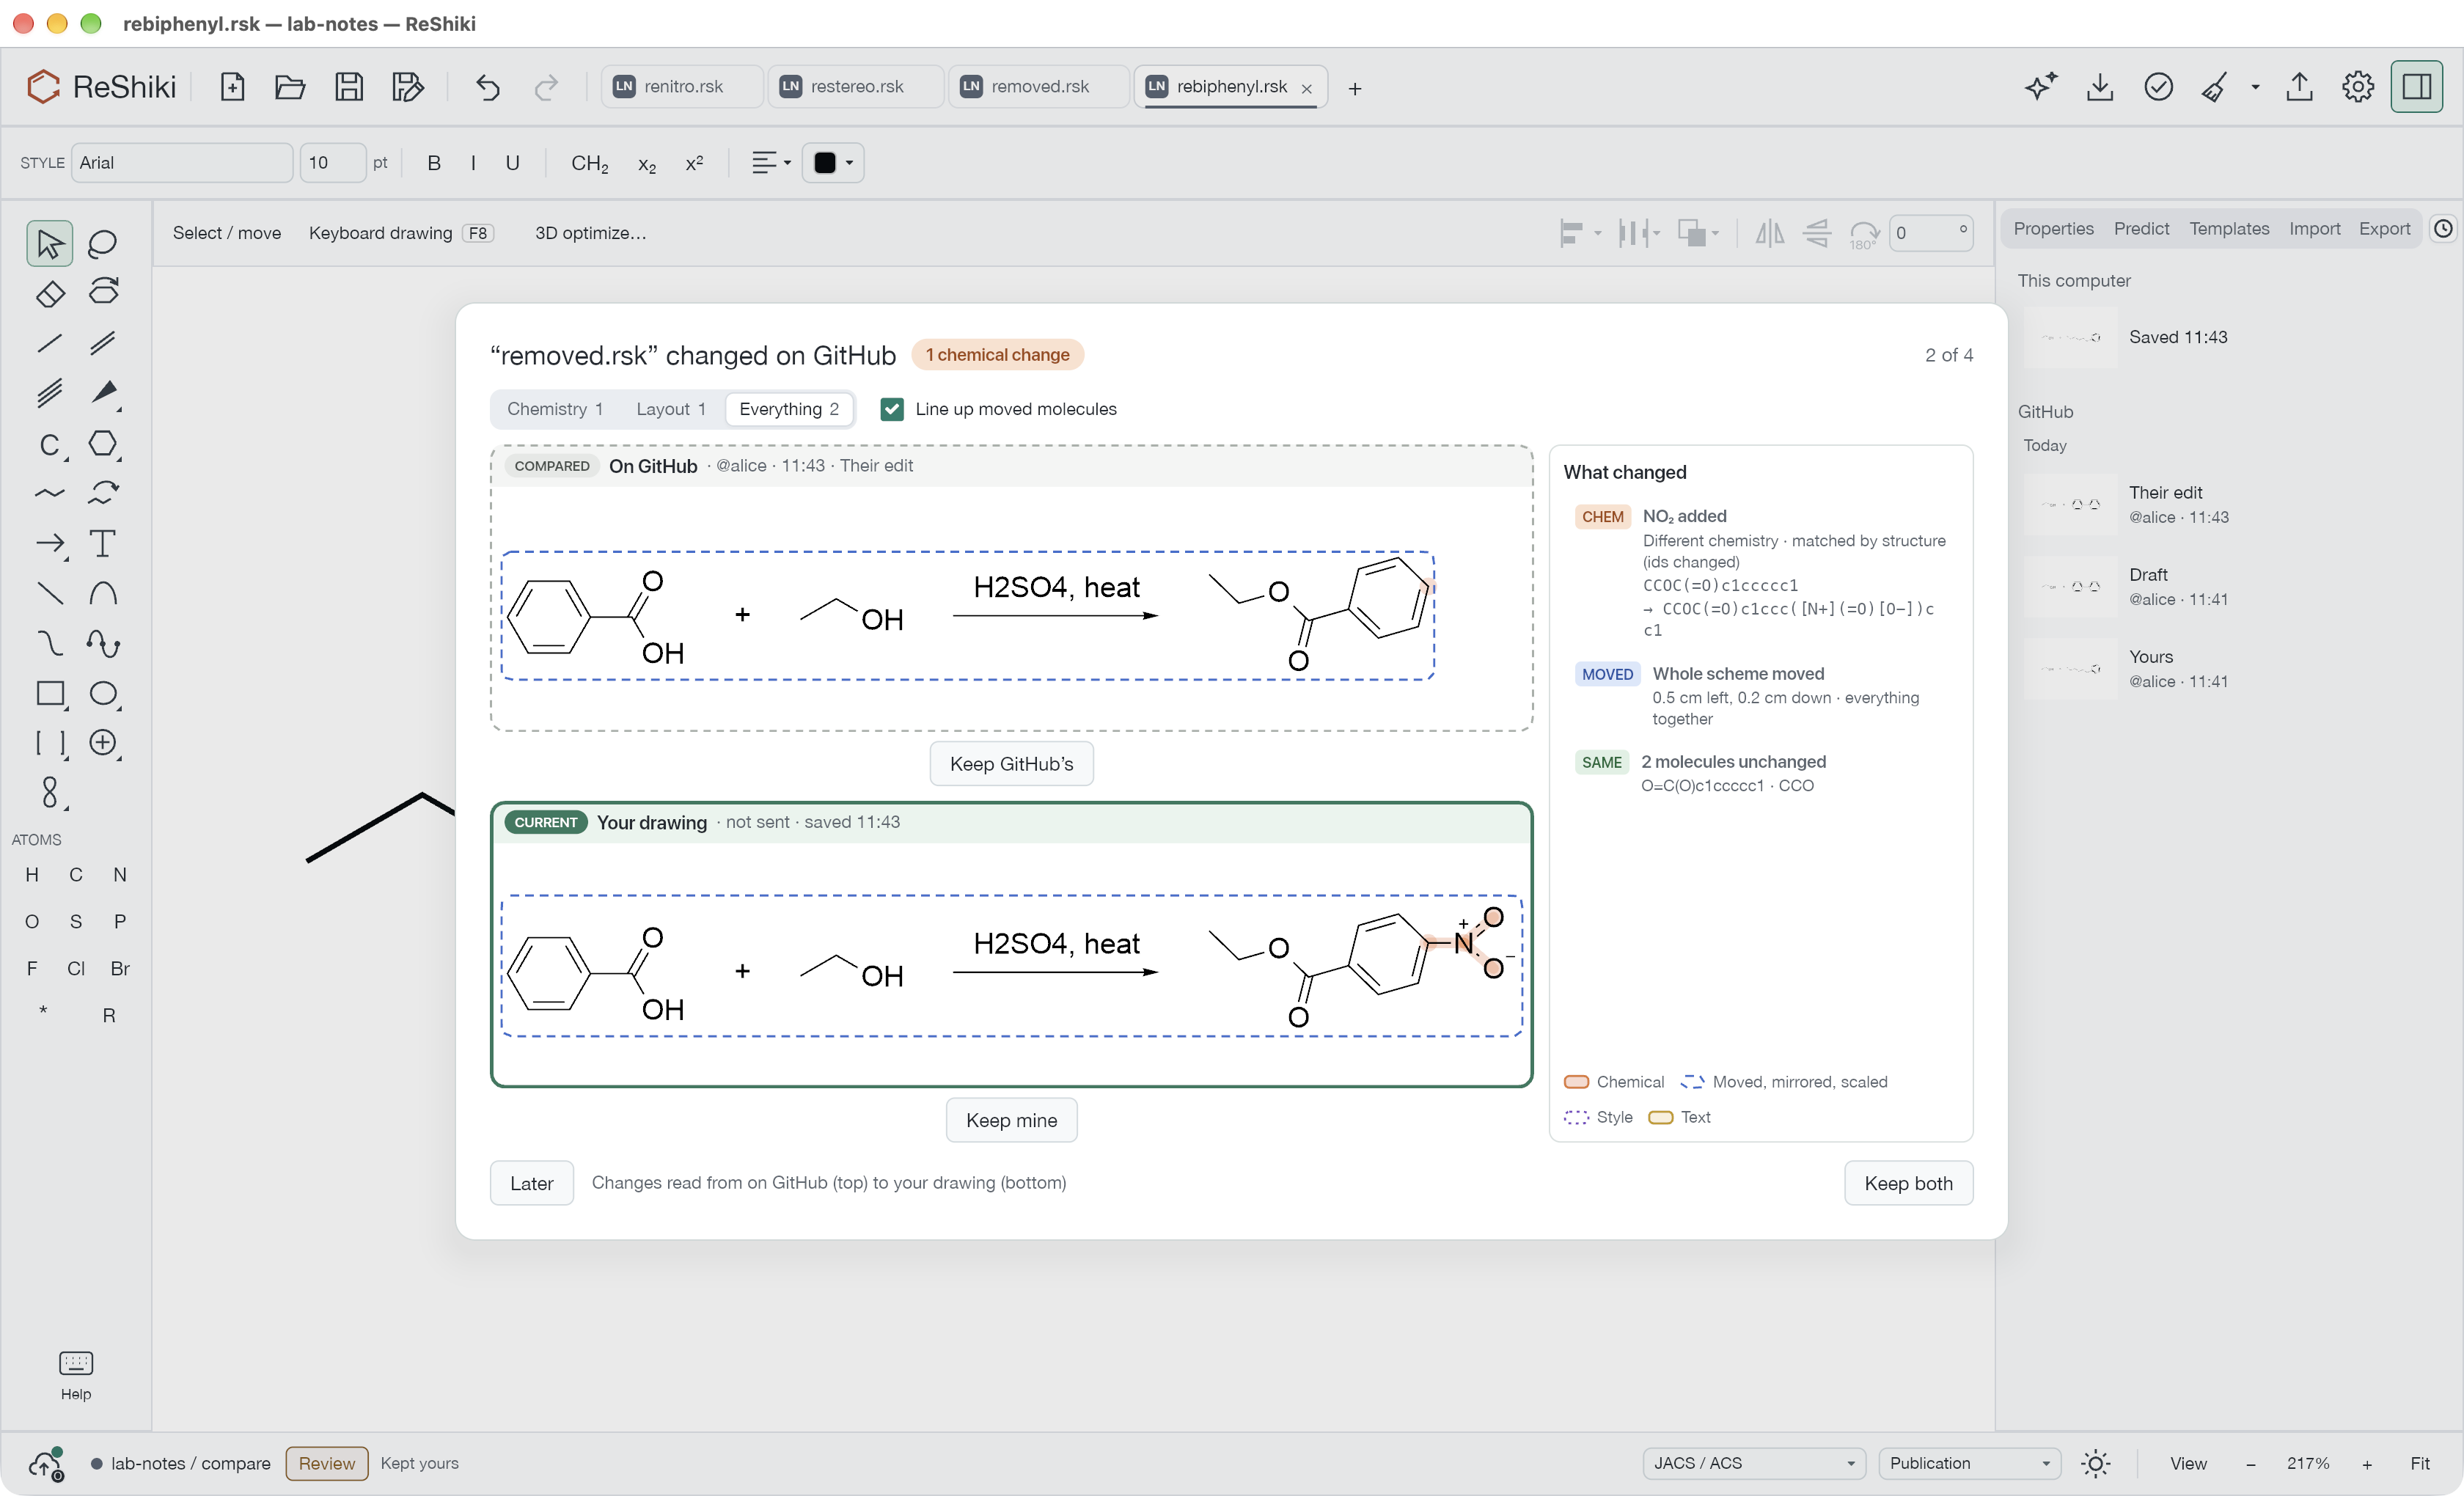 rebiphenyl.rsk — lab-notes — ReShiki
ReShiki
LN renitro.rsk
LN restereo.rsk
LN removed.rsk
LN rebiphenyl.rsk ×
+
STYLE Arial 10 pt B I U CH₂ x₂ x²
Select / move Keyboard drawing F8 3D optimize…
180° 0 °
Properties Predict Templates Import Export
This computer
Saved 11:43
GitHub
Today
Their edit
@alice · 11:43
Draft
@alice · 11:41
Yours
@alice · 11:41
C
T
ATOMS
H C N
O S P
F Cl Br
* R
Help
“removed.rsk” changed on GitHub 1 chemical change 2 of 4
Chemistry 1 Layout 1 Everything 2 Line up moved molecules
COMPARED On GitHub · @alice · 11:43 · Their edit
O
OH
+
OH
H2SO4, heat
O
O
Keep GitHub’s
CURRENT Your drawing · not sent · saved 11:43
O
OH
+
OH
H2SO4, heat
O
O
N
+
O
O
−
Keep mine
What changed
CHEM NO₂ added
Different chemistry · matched by structure
(ids changed)
CCOC(=O)c1ccccc1
→ CCOC(=O)c1ccc([N+](=O)[O−])c
c1
MOVED Whole scheme moved
0.5 cm left, 0.2 cm down · everything
together
SAME 2 molecules unchanged
O=C(O)c1ccccc1 · CCO
Chemical Moved, mirrored, scaled
Style Text
Later Changes read from on GitHub (top) to your drawing (bottom) Keep both
lab-notes / compare Review Kept yours
JACS / ACS Publication View − 217% + Fit